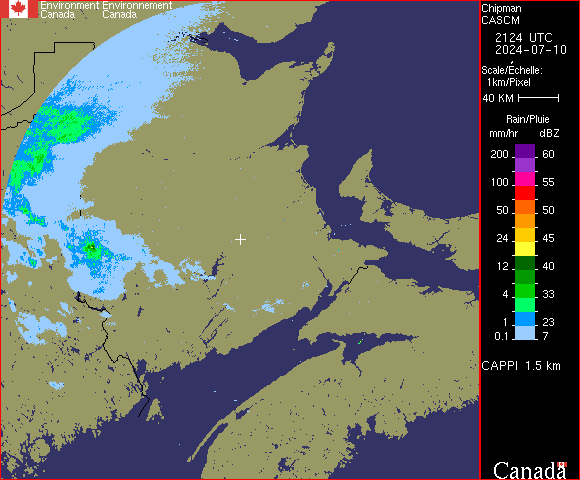 Environment Environnement
Canada Canada
Chipman
CASCM
2124 UTC
2024-07-10
Scale/Échelle:
1km/Pixel
40 KM
Rain/Pluie
mm/hr dBZ
200 60
100 55
50 50
24 45
12 40
4 33
1 23
0.1 7
CAPPI 1.5 km
Canada